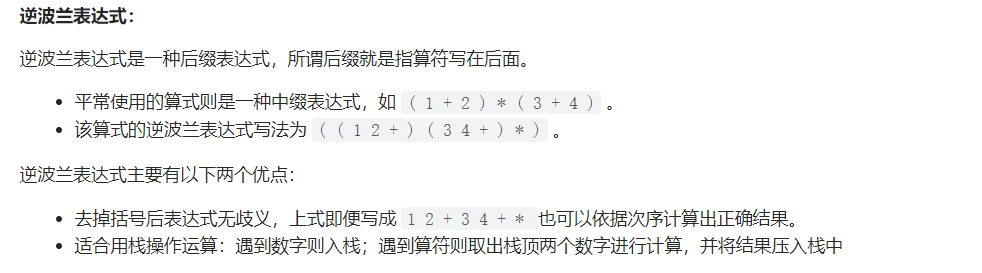 逆波兰表达式：
逆波兰表达式是一种后缀表达式，所谓后缀就是指算符写在后面。
• 平常使用的算式则是一种中缀表达式，如 ( 1 + 2 ) * ( 3 + 4 ) 。
• 该算式的逆波兰表达式写法为 ( ( 1 2 + ) ( 3 4 + ) * ) 。
逆波兰表达式主要有以下两个优点：
• 去掉括号后表达式无歧义，上式即便写成 1 2 + 3 4 + * 也可以依据次序计算出正确结果。
• 适合用栈操作运算：遇到数字则入栈；遇到算符则取出栈顶两个数字进行计算，并将结果压入栈中